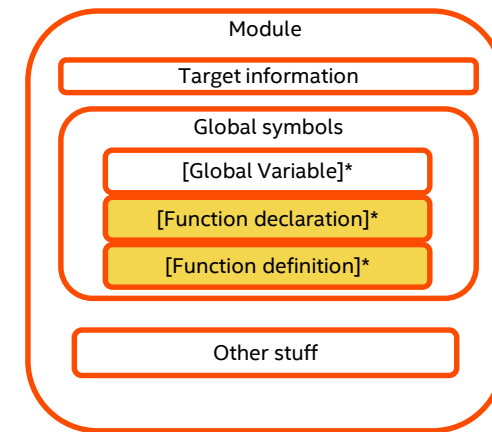 Module
Target information
Global symbols
[Global Variable]*
[Function declaration]*
[Function definition]*
Other stuff